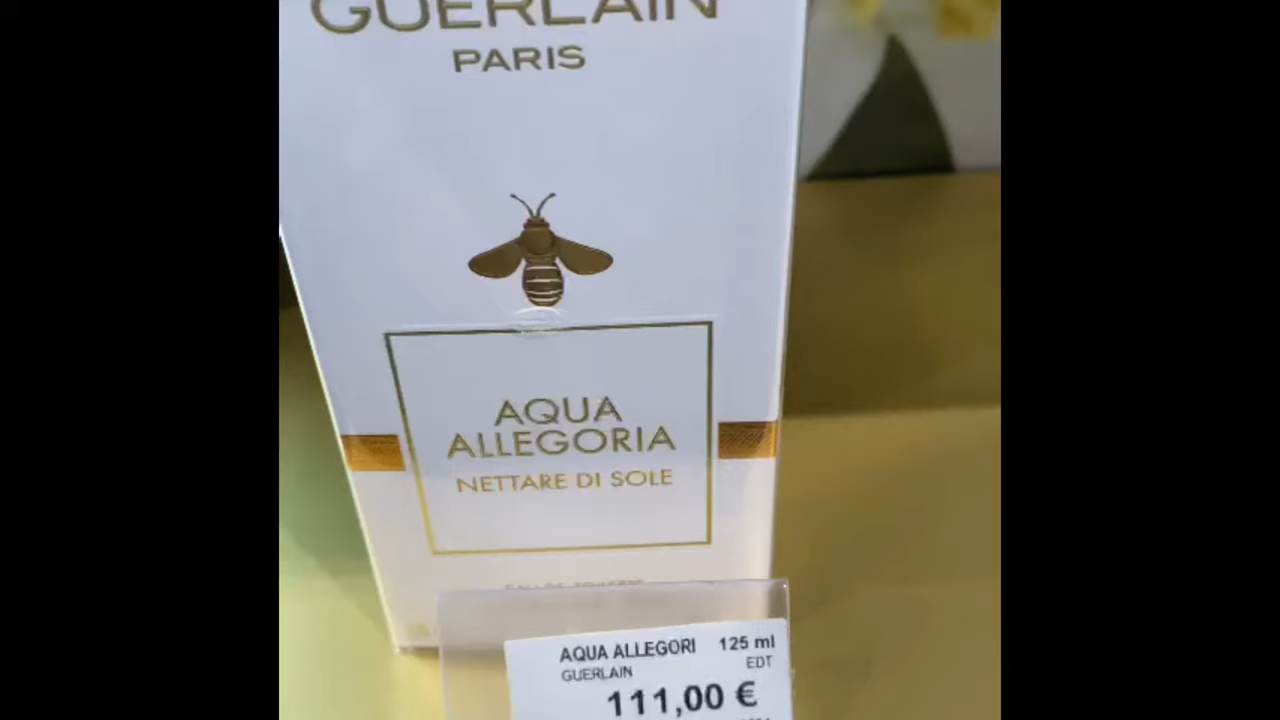 GUERLAIN
PARIS
AQUA
ALLEGORIA
NETTARE DI SOLE
AQUA ALLEGORI 125 ml
GUERLAIN EDT
111,00 €